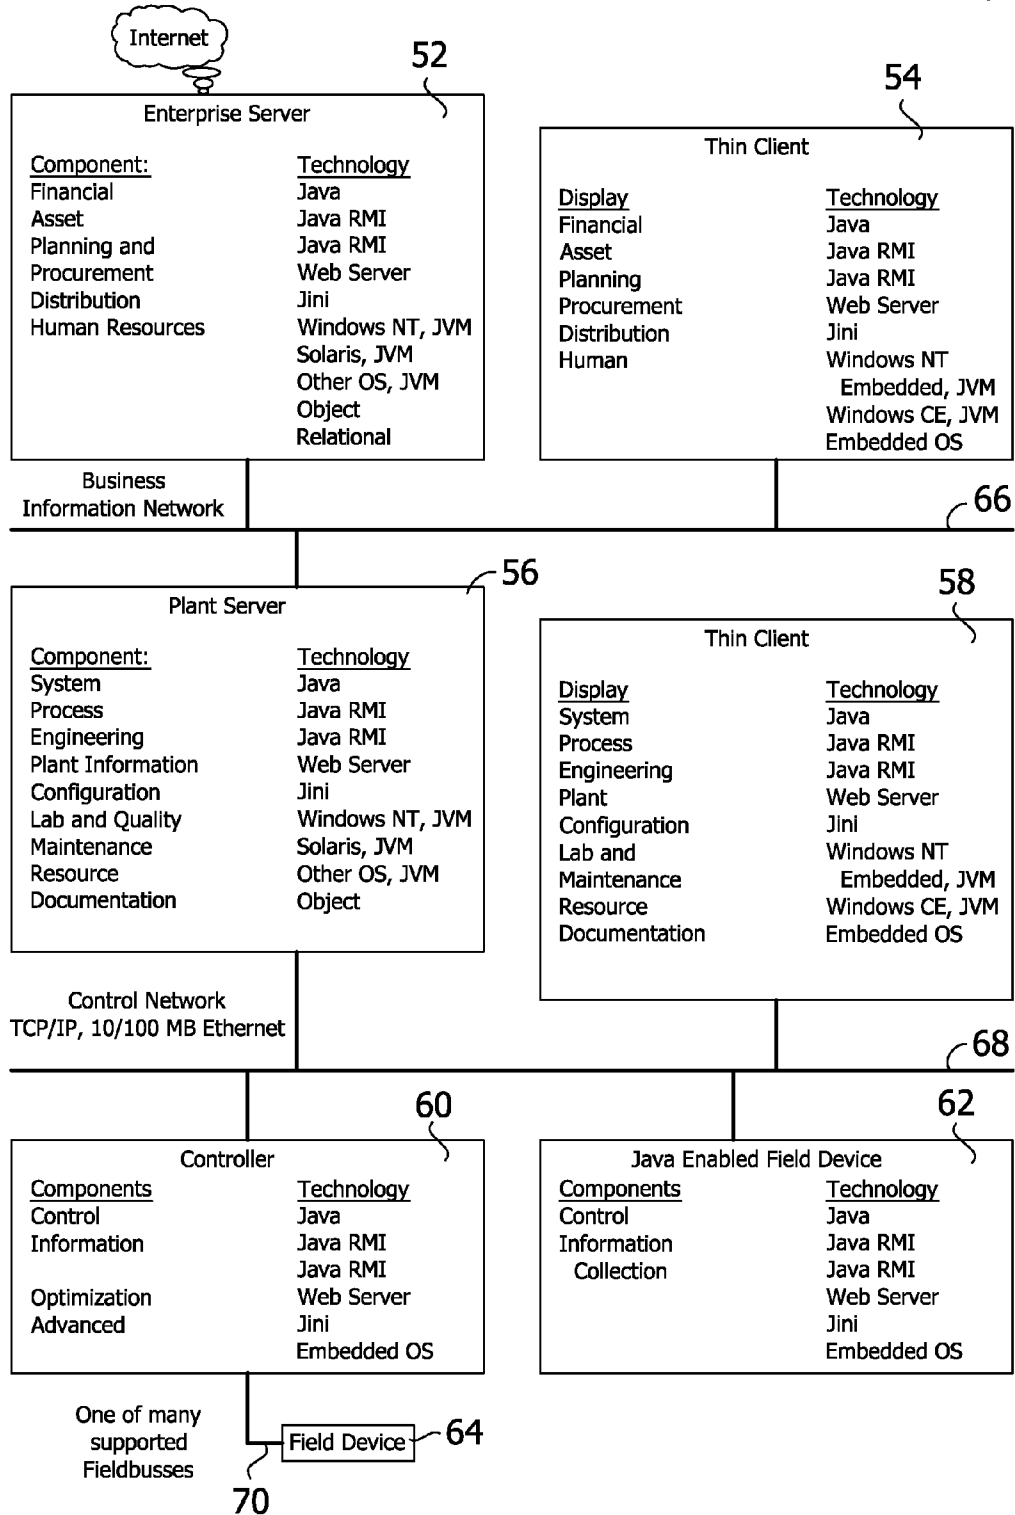 Internet
52
Enterprise Server
Component: Technology
Financial Java
Asset Java RMI
Planning and Java RMI
Procurement Web Server
Distribution Jini
Human Resources Windows NT, JVM
Solaris, JVM
Other OS, JVM
Object
Relational
54
Thin Client
Display Technology
Financial Java
Asset Java RMI
Planning Java RMI
Procurement Web Server
Distribution Jini
Human Windows NT
Embedded, JVM
Windows CE, JVM
Embedded OS
Business
Information Network
66
56
Plant Server
Component: Technology
System Java
Process Java RMI
Engineering Java RMI
Plant Information Web Server
Configuration Jini
Lab and Quality Windows NT, JVM
Maintenance Solaris, JVM
Resource Other OS, JVM
Documentation Object
58
Thin Client
Display Technology
System Java
Process Java RMI
Engineering Java RMI
Plant Web Server
Configuration Jini
Lab and Windows NT
Maintenance Embedded, JVM
Resource Windows CE, JVM
Documentation Embedded OS
Control Network
TCP/IP, 10/100 MB Ethernet
68
60
Controller
Components Technology
Control Java
Information Java RMI
Java RMI
Optimization Web Server
Advanced Jini
Embedded OS
62
Java Enabled Field Device
Components Technology
Control Java
Information Java RMI
Collection Java RMI
Web Server
Jini
Embedded OS
One of many
supported
Fieldbusses
Field Device
64
70